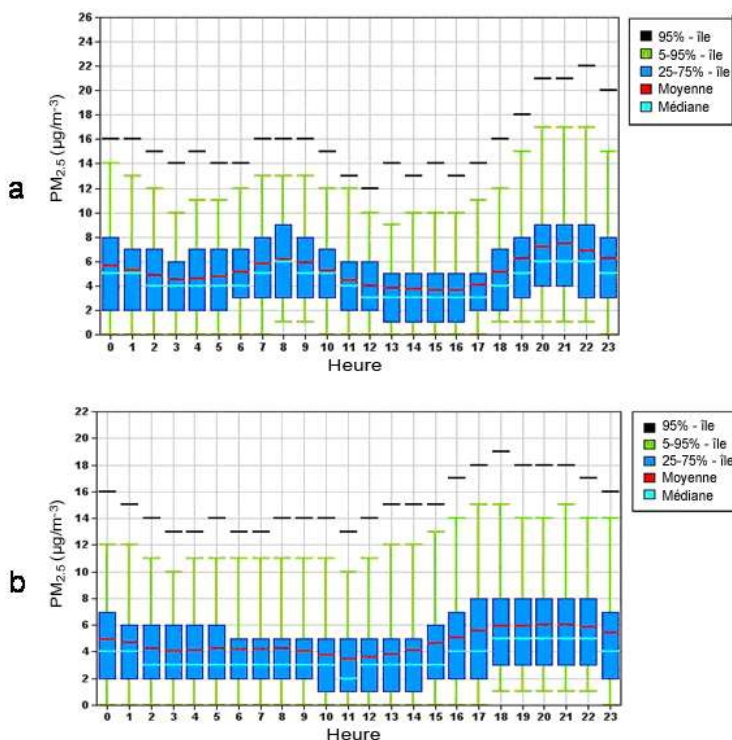 a
PM2.5 (µg/m-3)
26
24
22
20
18
16
14
12
10
8
6
4
2
0
0 1 2 3 4 5 6 7 8 9 10 11 12 13 14 15 16 17 18 19 20 21 22 23
Heure
95% - île
5-95% - île
25-75% - île
Moyenne
Médiane
b
PM2.5 (µg/m-3)
22
20
18
16
14
12
10
8
6
4
2
0
0 1 2 3 4 5 6 7 8 9 10 11 12 13 14 15 16 17 18 19 20 21 22 23
Heure
95% - île
5-95% - île
25-75% - île
Moyenne
Médiane